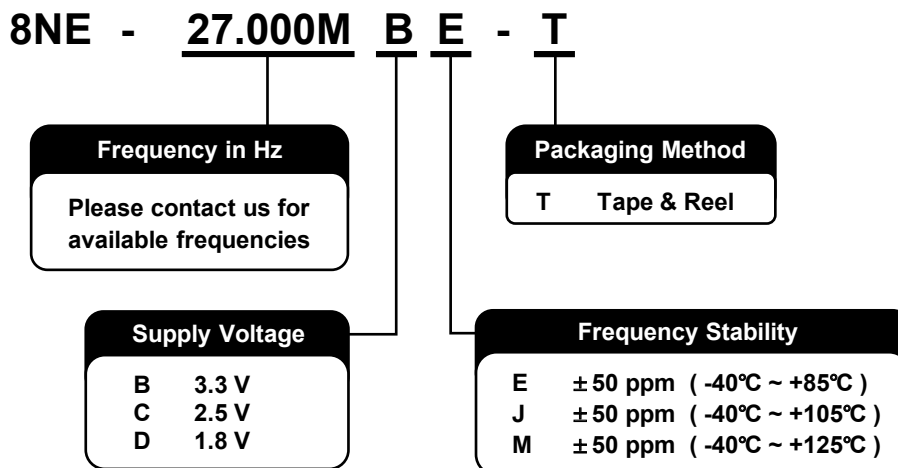 8NE - 27.000M B E - T
Frequency in Hz
Please contact us for
available frequencies
Packaging Method
T Tape & Reel
Supply Voltage
B 3.3 V
C 2.5 V
D 1.8 V
Frequency Stability
E ±50 ppm ( -40℃ ~ +85℃ )
J ±50 ppm ( -40℃ ~ +105℃ )
M ±50 ppm ( -40℃ ~ +125℃ )